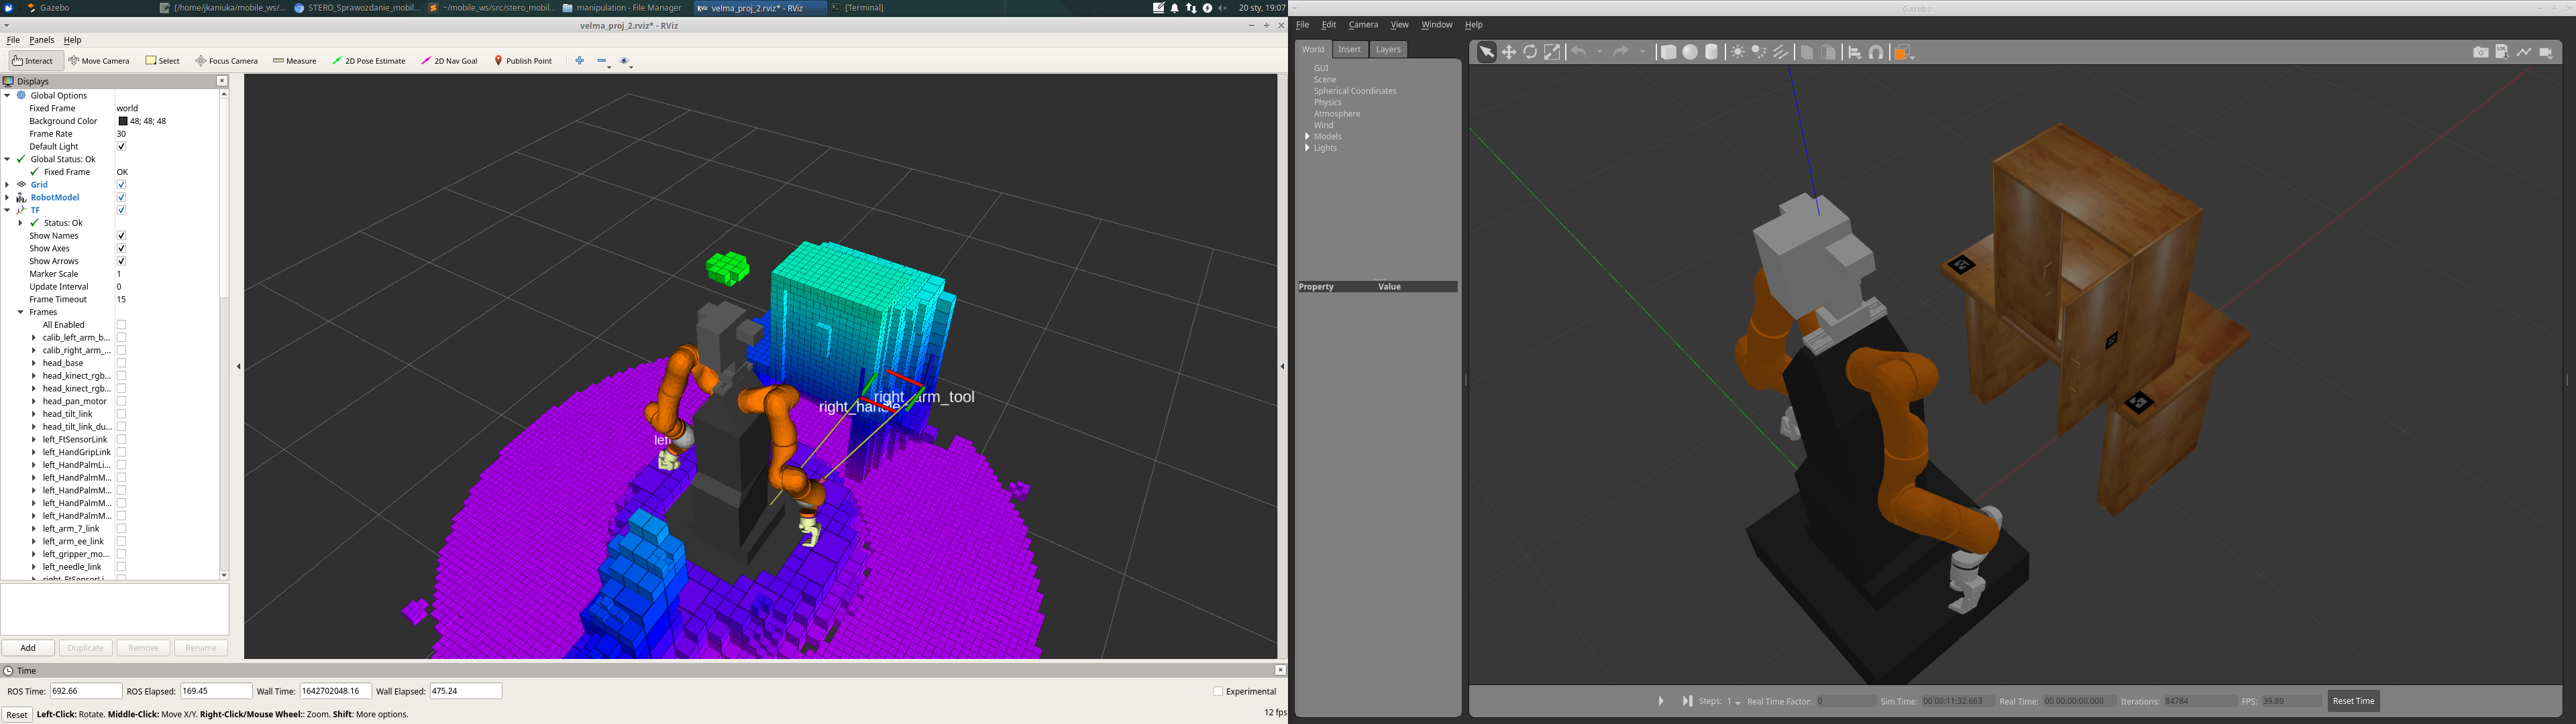 Gazebo
[/home/jkaniuka/mobile_ws/...
STERO_Sprawozdanie_mobil...
~/mobile_ws/src/stero_mobil...
manipulation - File Manager
velma_proj_2.rviz* - RViz
[Terminal]
20 sty, 19:07
velma_proj_2.rviz* - RViz
File Panels Help
Interact Move Camera Select Focus Camera Measure 2D Pose Estimate 2D Nav Goal Publish Point
Displays
Global Options
Fixed Frame world
Background Color 48; 48; 48
Frame Rate 30
Default Light
Global Status: Ok
Fixed Frame OK
Grid
RobotModel
TF
Status: Ok
Show Names
Show Axes
Show Arrows
Marker Scale 1
Update Interval 0
Frame Timeout 15
Frames
All Enabled
calib_left_arm_b...
calib_right_arm_...
head_base
head_kinect_rgb...
head_kinect_rgb...
head_pan_motor
head_tilt_link
head_tilt_link_du...
left_FtSensorLink
left_HandGripLink
left_HandPalmLi...
left_HandPalmM...
left_HandPalmM...
left_HandPalmM...
left_HandPalmM...
left_arm_7_link
left_arm_ee_link
left_gripper_mo...
left_needle_link
right_FtSensorLi...
Add Duplicate Remove Rename
right_arm_tool
right_handle
left
Time
ROS Time: 692.66 ROS Elapsed: 169.45 Wall Time: 1642702048.16 Wall Elapsed: 475.24 Experimental
Reset Left-Click: Rotate. Middle-Click: Move X/Y. Right-Click/Mouse Wheel:: Zoom. Shift: More options. 12 fps
Gazebo
File Edit Camera View Window Help
World Insert Layers
GUI
Scene
Spherical Coordinates
Physics
Atmosphere
Wind
Models
Lights
Property Value
Steps: 1 Real Time Factor: 0 Sim Time: 00 00:11:32.663 Real Time: 00 00:00:00.000 Iterations: 84784 FPS: 39.89 Reset Time